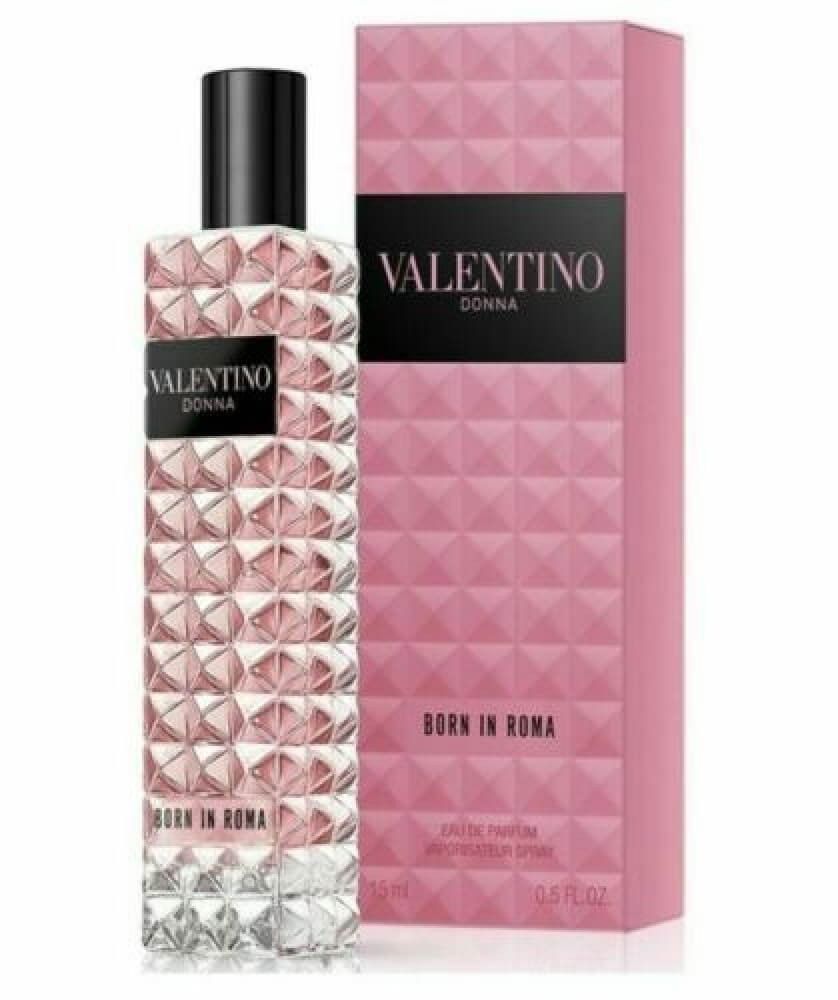 VALENTINO
DONNA
BORN IN ROMA
VALENTINO
DONNA
BORN IN ROMA
EAU DE PARFUM
VAPORISATEUR SPRAY
15 ml 0.5 FL.OZ.